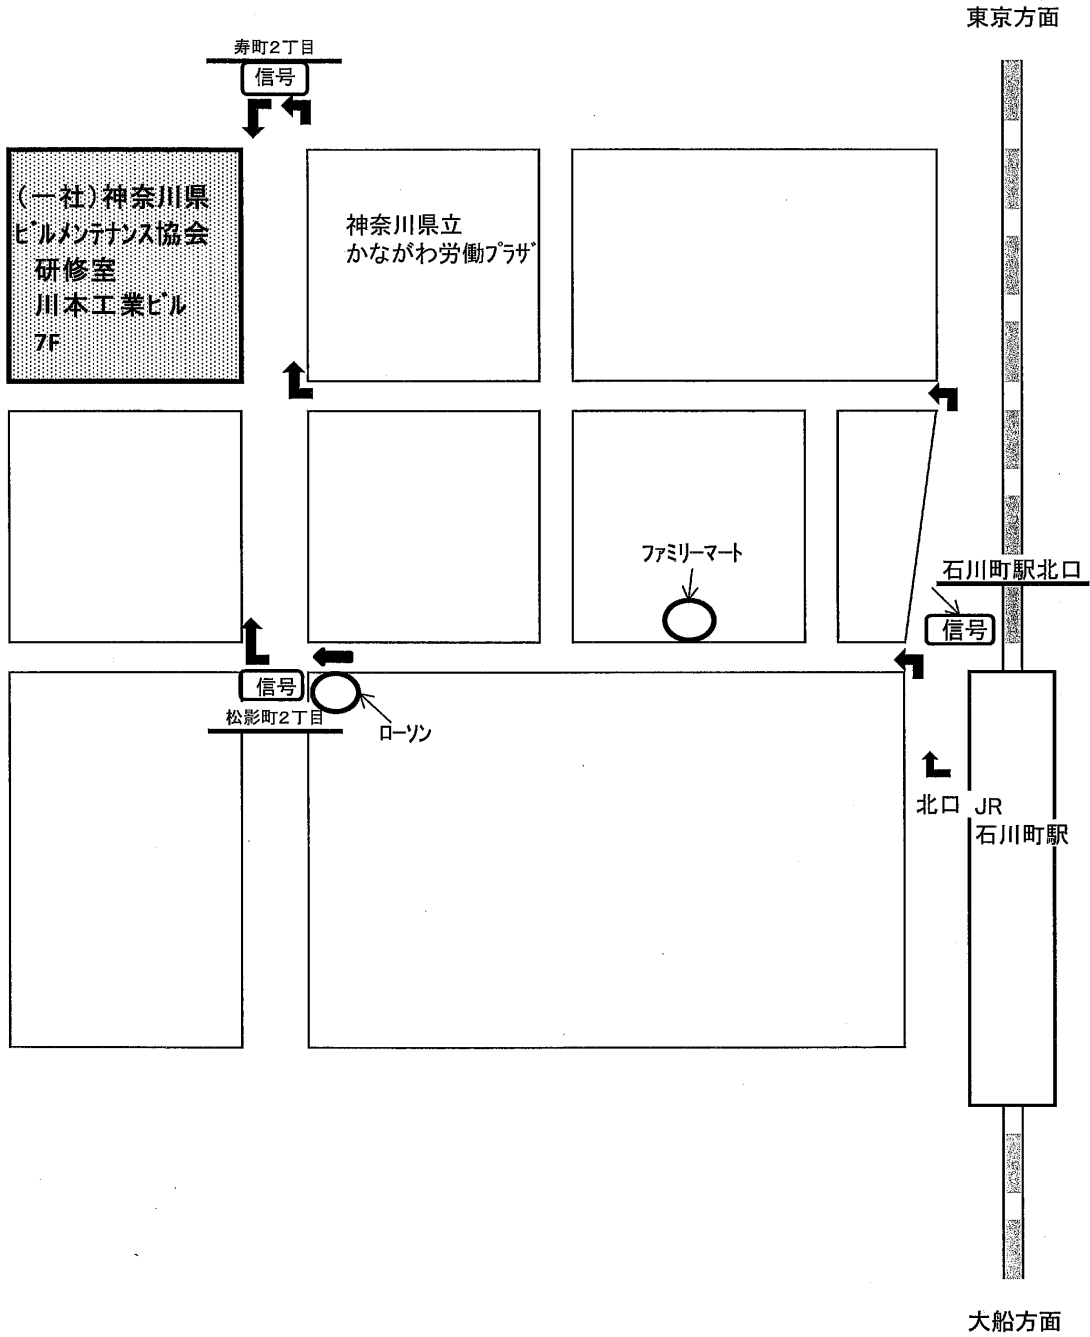 東京方面
寿町2丁目
信号
(一社)神奈川県
ﾋﾞﾙﾒﾝﾃﾅﾝｽ協会
研修室
川本工業ﾋﾞﾙ
7F
神奈川県立
かながわ労働ﾌﾟﾗｻﾞ
ﾌｧﾐﾘｰﾏｰﾄ
石川町駅北口
信号
信号
松影町2丁目
ﾛｰｿﾝ
北口
JR
石川町駅
大船方面